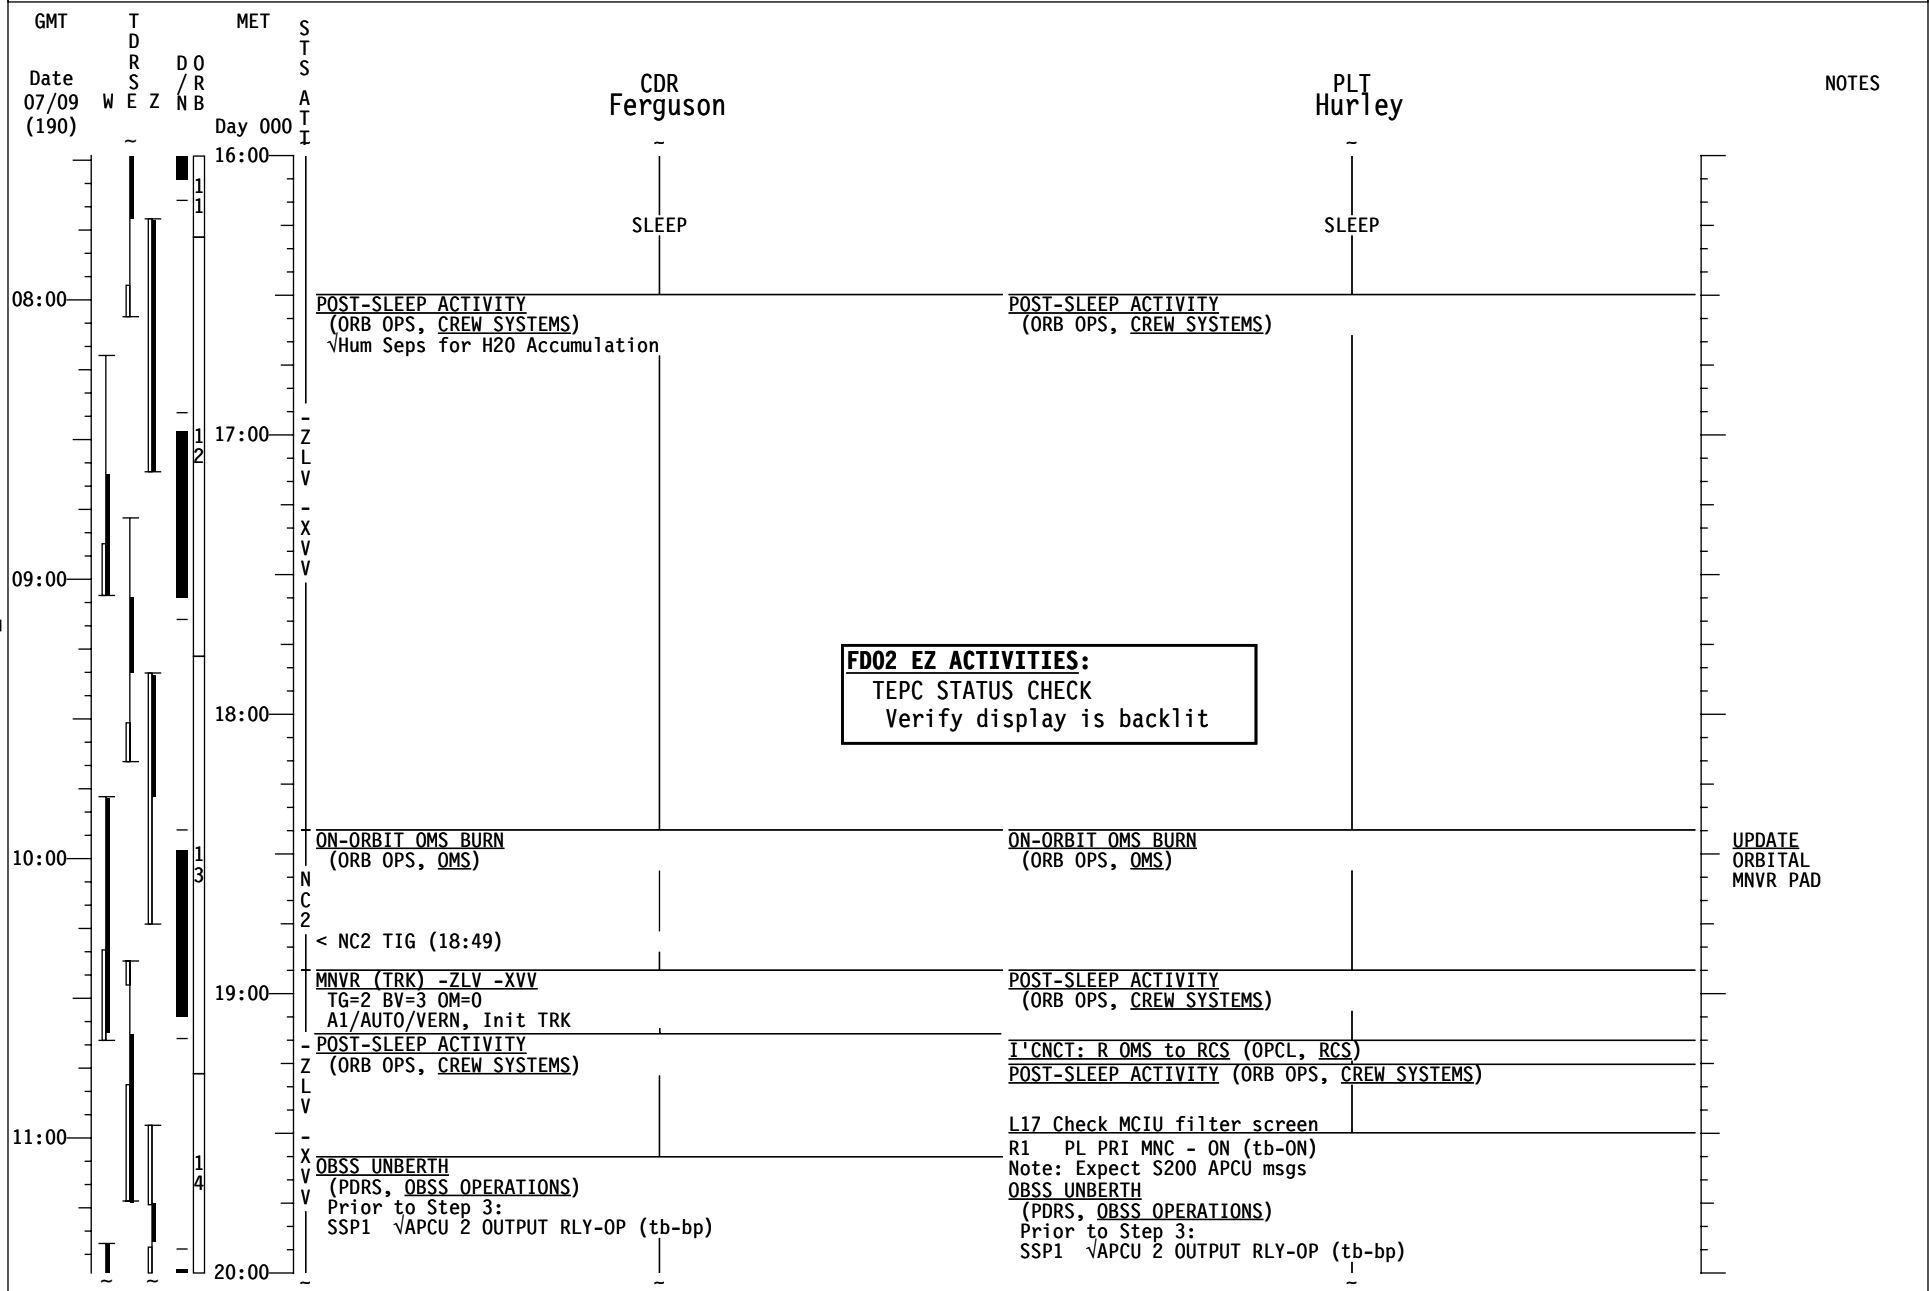 GMT
TDRSE
MET
STS ATT
Date
07/09
(190)
W E Z
D/N
ORB
Day 000
CDR
Ferguson
PLT
Hurley
NOTES
~
~
~
~
16:00
11
SLEEP
SLEEP
08:00
POST-SLEEP ACTIVITY
(ORB OPS, CREW SYSTEMS)
√Hum Seps for H2O Accumulation
POST-SLEEP ACTIVITY
(ORB OPS, CREW SYSTEMS)
17:00
12
-ZLV -XVV
09:00
FD02 EZ ACTIVITIES:
TEPC STATUS CHECK
Verify display is backlit
18:00
10:00
13
ON-ORBIT OMS BURN
(ORB OPS, OMS)
ON-ORBIT OMS BURN
(ORB OPS, OMS)
UPDATE
ORBITAL
MNVR PAD
NC2
< NC2 TIG (18:49)
19:00
MNVR (TRK) -ZLV -XVV
TG=2 BV=3 OM=0
A1/AUTO/VERN, Init TRK
POST-SLEEP ACTIVITY
(ORB OPS, CREW SYSTEMS)
POST-SLEEP ACTIVITY
(ORB OPS, CREW SYSTEMS)
I'CNCT: R OMS to RCS (OPCL, RCS)
POST-SLEEP ACTIVITY (ORB OPS, CREW SYSTEMS)
-ZLV -XVV
11:00
14
L17 Check MCIU filter screen
R1 PL PRI MNC - ON (tb-ON)
Note: Expect S200 APCU msgs
OBSS UNBERTH
(PDRS, OBSS OPERATIONS)
Prior to Step 3:
SSP1 √APCU 2 OUTPUT RLY-OP (tb-bp)
OBSS UNBERTH
(PDRS, OBSS OPERATIONS)
Prior to Step 3:
SSP1 √APCU 2 OUTPUT RLY-OP (tb-bp)
20:00
~
~
~
~
~